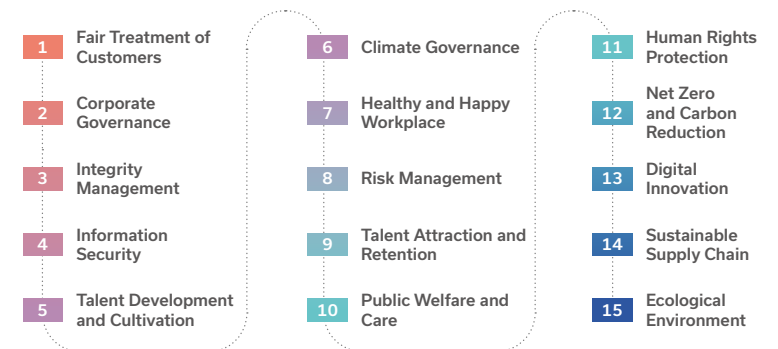 1
Fair Treatment of
Customers
2
Corporate
Governance
3
Integrity
Management
4
Information
Security
5
Talent Development
and Cultivation
6
Climate Governance
7
Healthy and Happy
Workplace
8
Risk Management
9
Talent Attraction and
Retention
10
Public Welfare and
Care
11
Human Rights
Protection
12
Net Zero
and Carbon
Reduction
13
Digital
Innovation
14
Sustainable
Supply Chain
15
Ecological
Environment